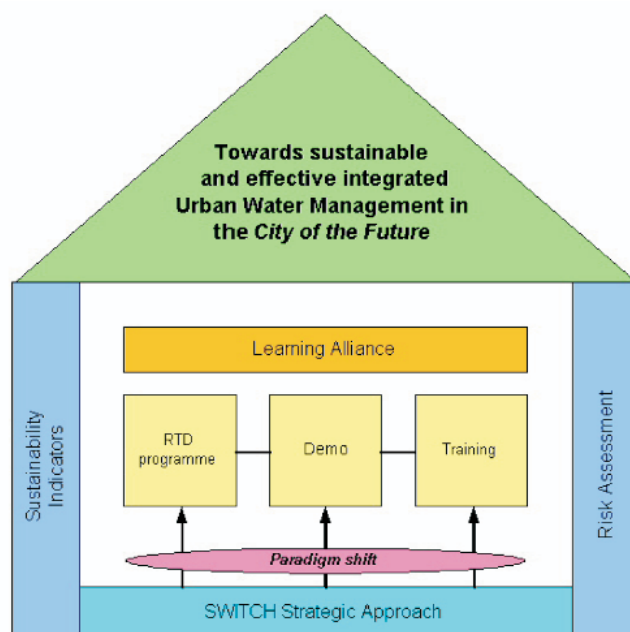 Towards sustainable
and effective integrated
Urban Water Management in
the City of the Future
Sustainability
Indicators
Learning Alliance
RTD
programme
Demo
Training
Paradigm shift
SWITCH Strategic Approach
Risk Assessment